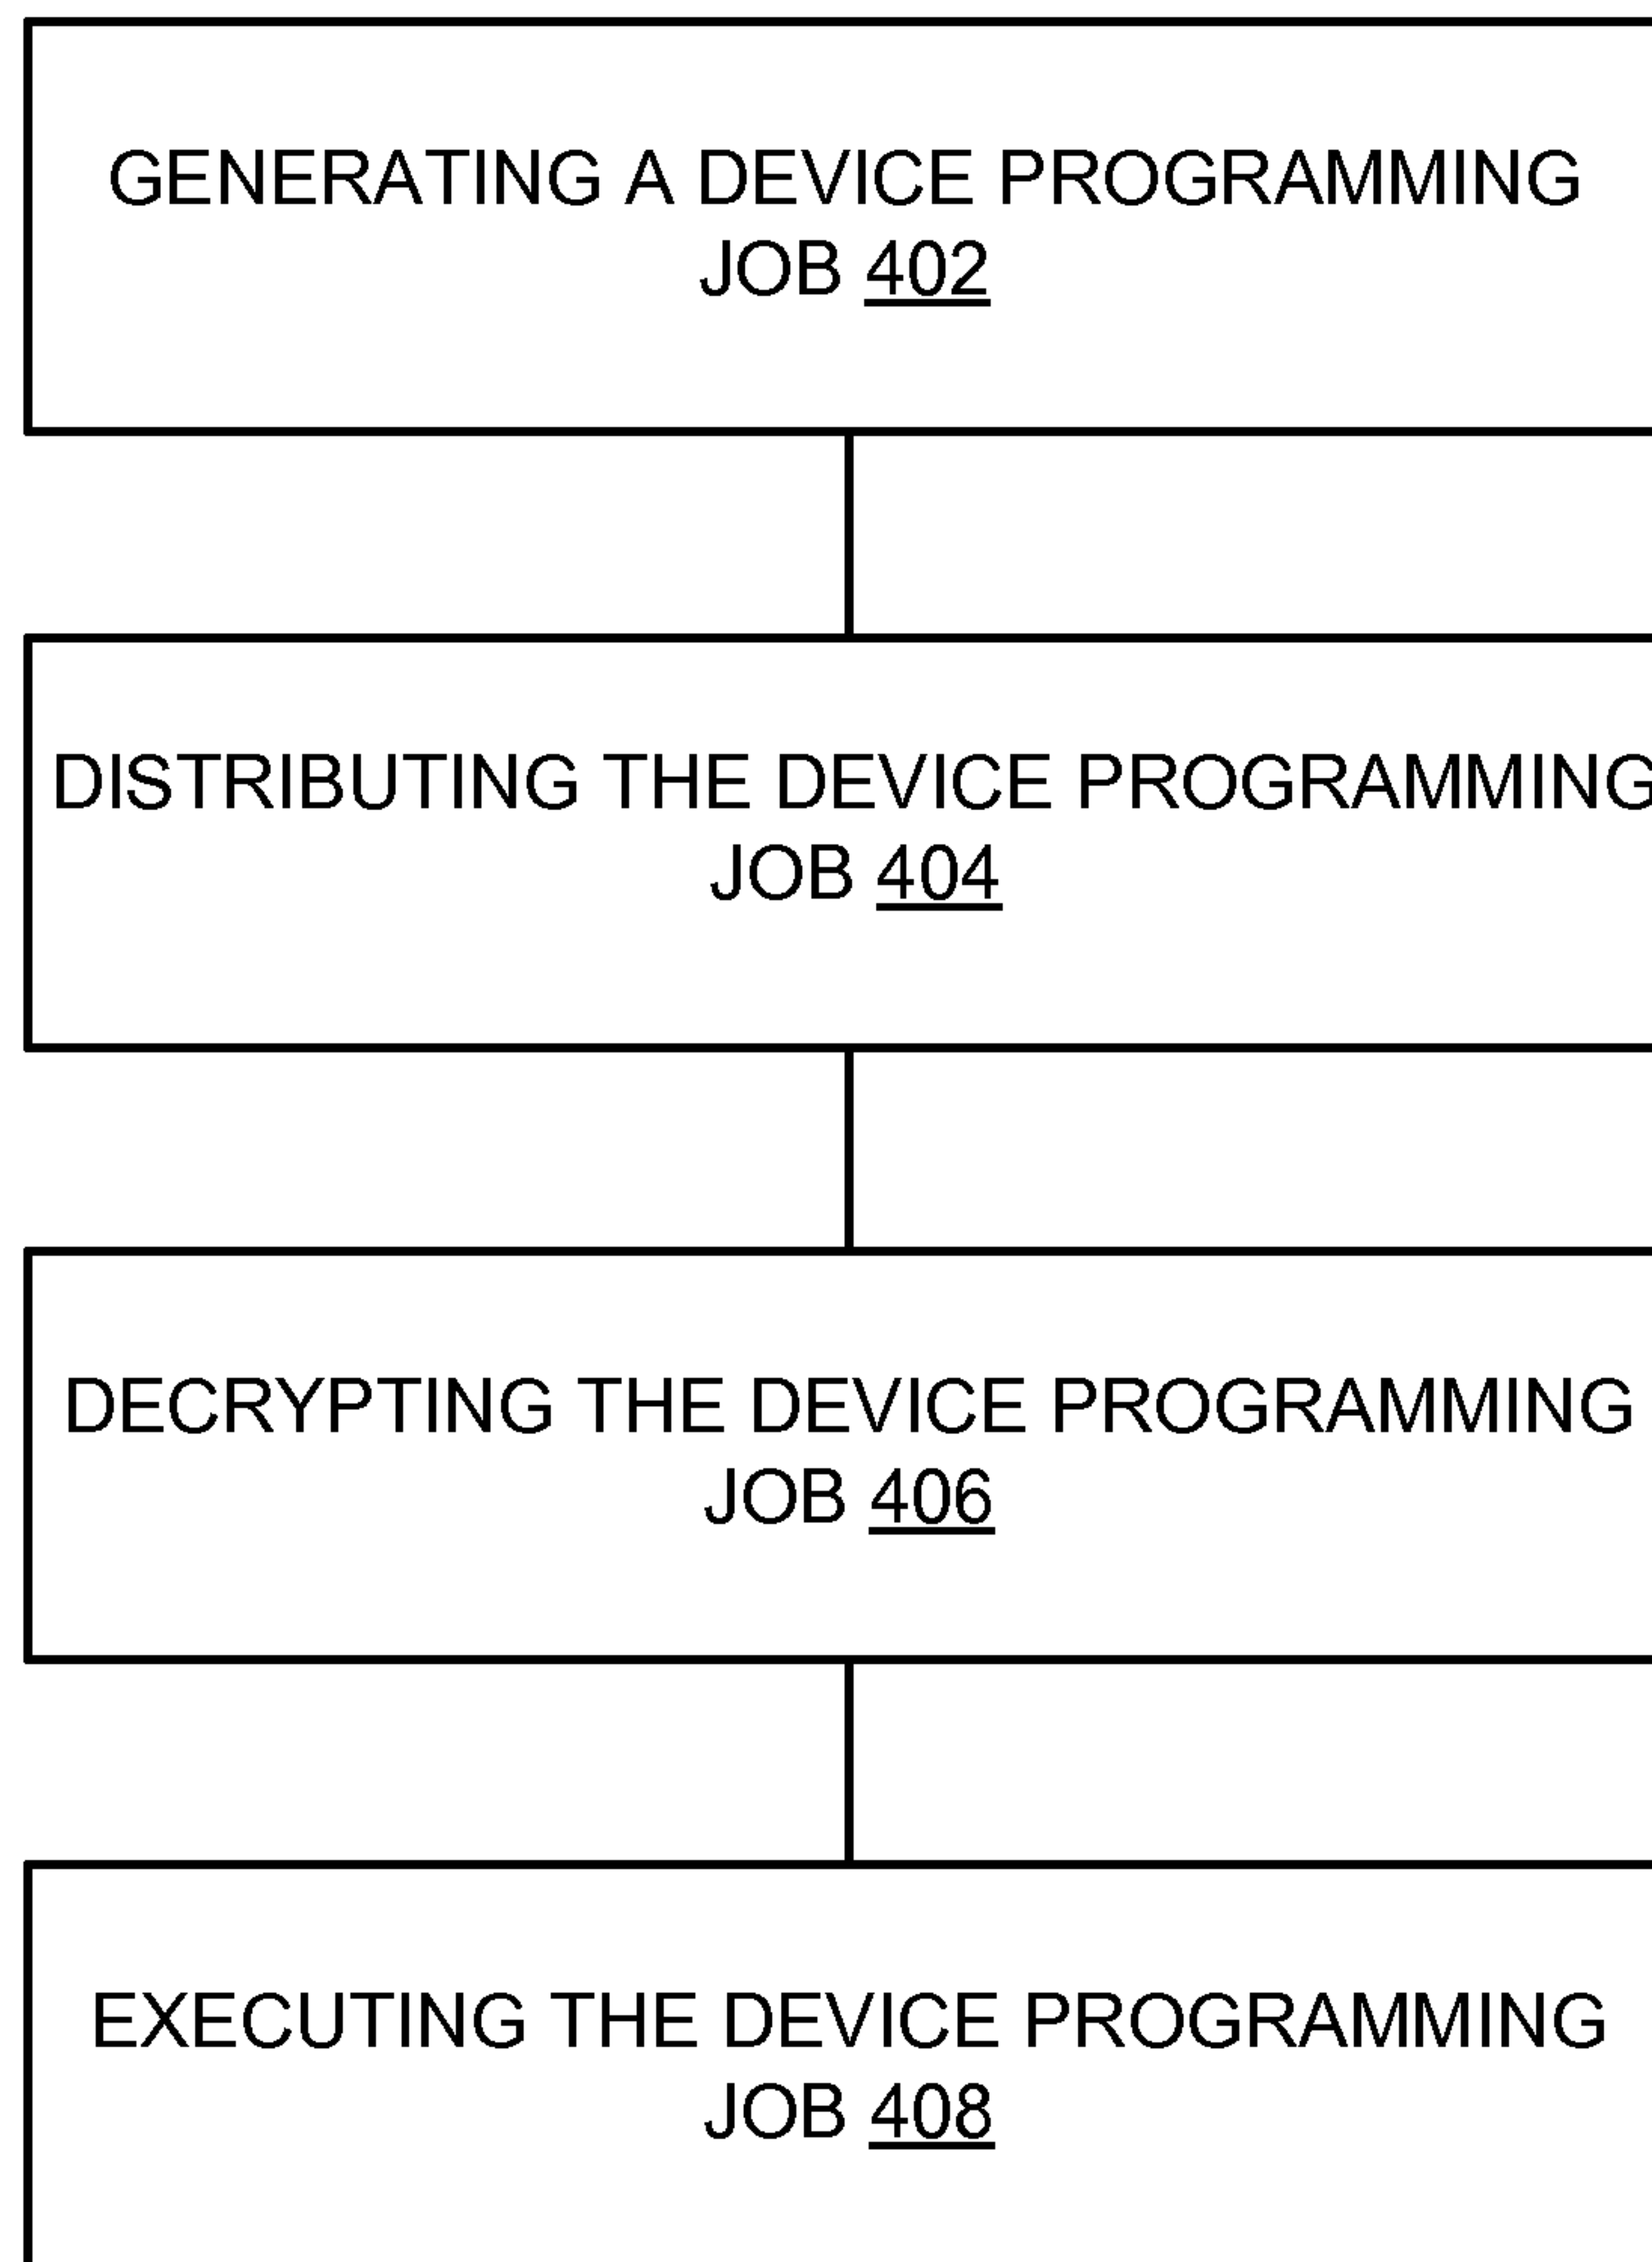 GENERATING A DEVICE PROGRAMMING
JOB 402
DISTRIBUTING THE DEVICE PROGRAMMING
JOB 404
DECRYPTING THE DEVICE PROGRAMMING
JOB 406
EXECUTING THE DEVICE PROGRAMMING
JOB 408